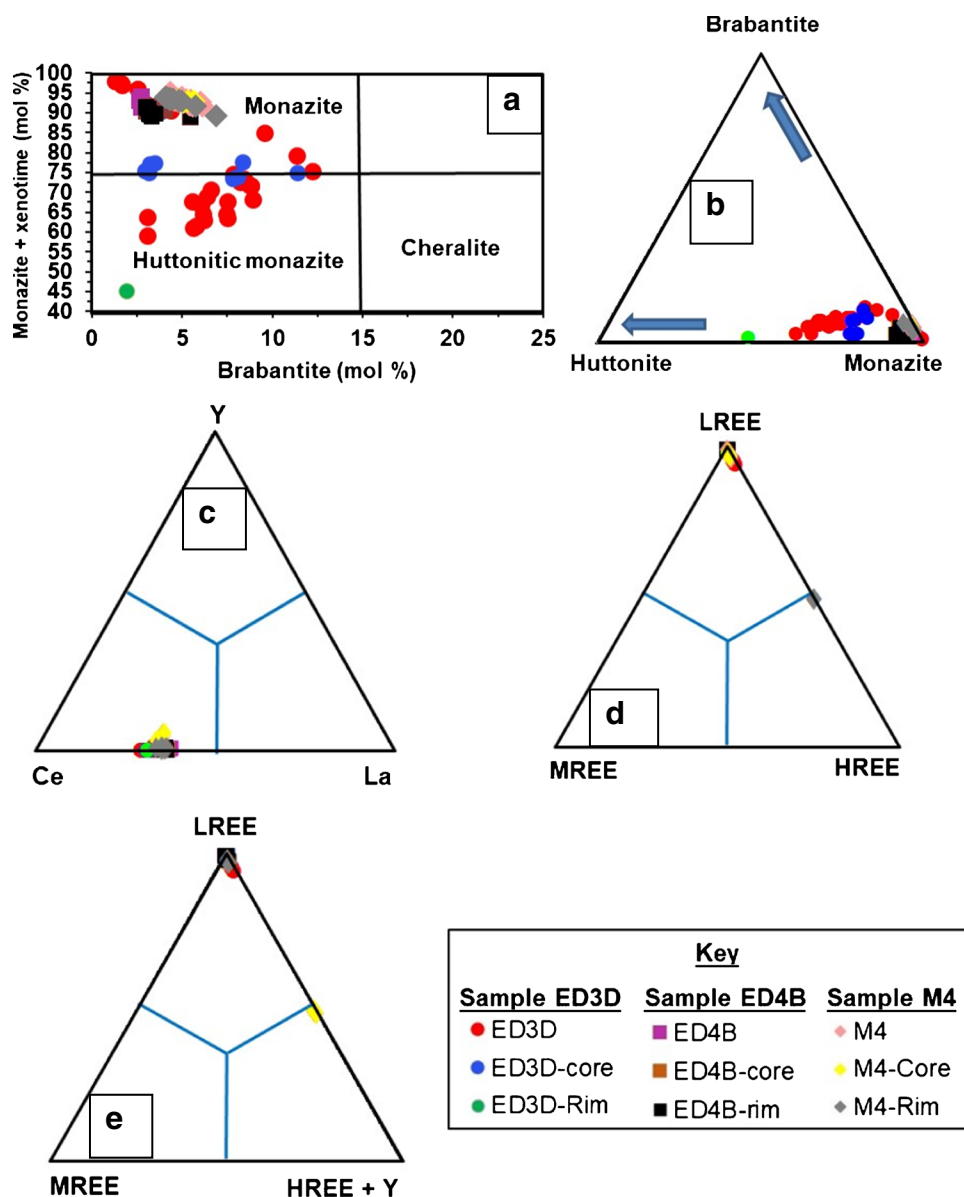 Brabantite
100
95
90
85
80
75
70
65
60
55
50
45
40
Monazite + xenotime (mol %)
Monazite
a
Huttonitic monazite
Cheralite
0 5 10 15 20 25
Brabantite (mol %)
b
Huttonite Monazite
Y
c
Ce La
LREE
d
MREE HREE
LREE
e
MREE HREE + Y
Key
Sample ED3D Sample ED4B Sample M4
ED3D ED4B M4
ED3D-core ED4B-core M4-Core
ED3D-Rim ED4B-rim M4-Rim